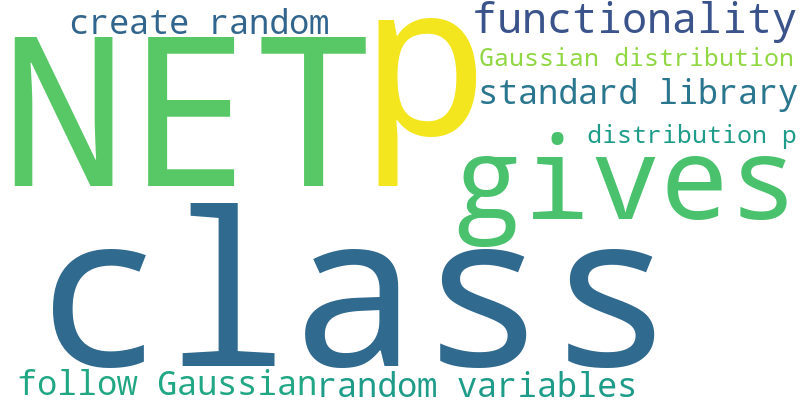 create random
functionality
NET
p
Gaussian distribution
standard library
distribution p
gives
class
follow Gaussian
random variables